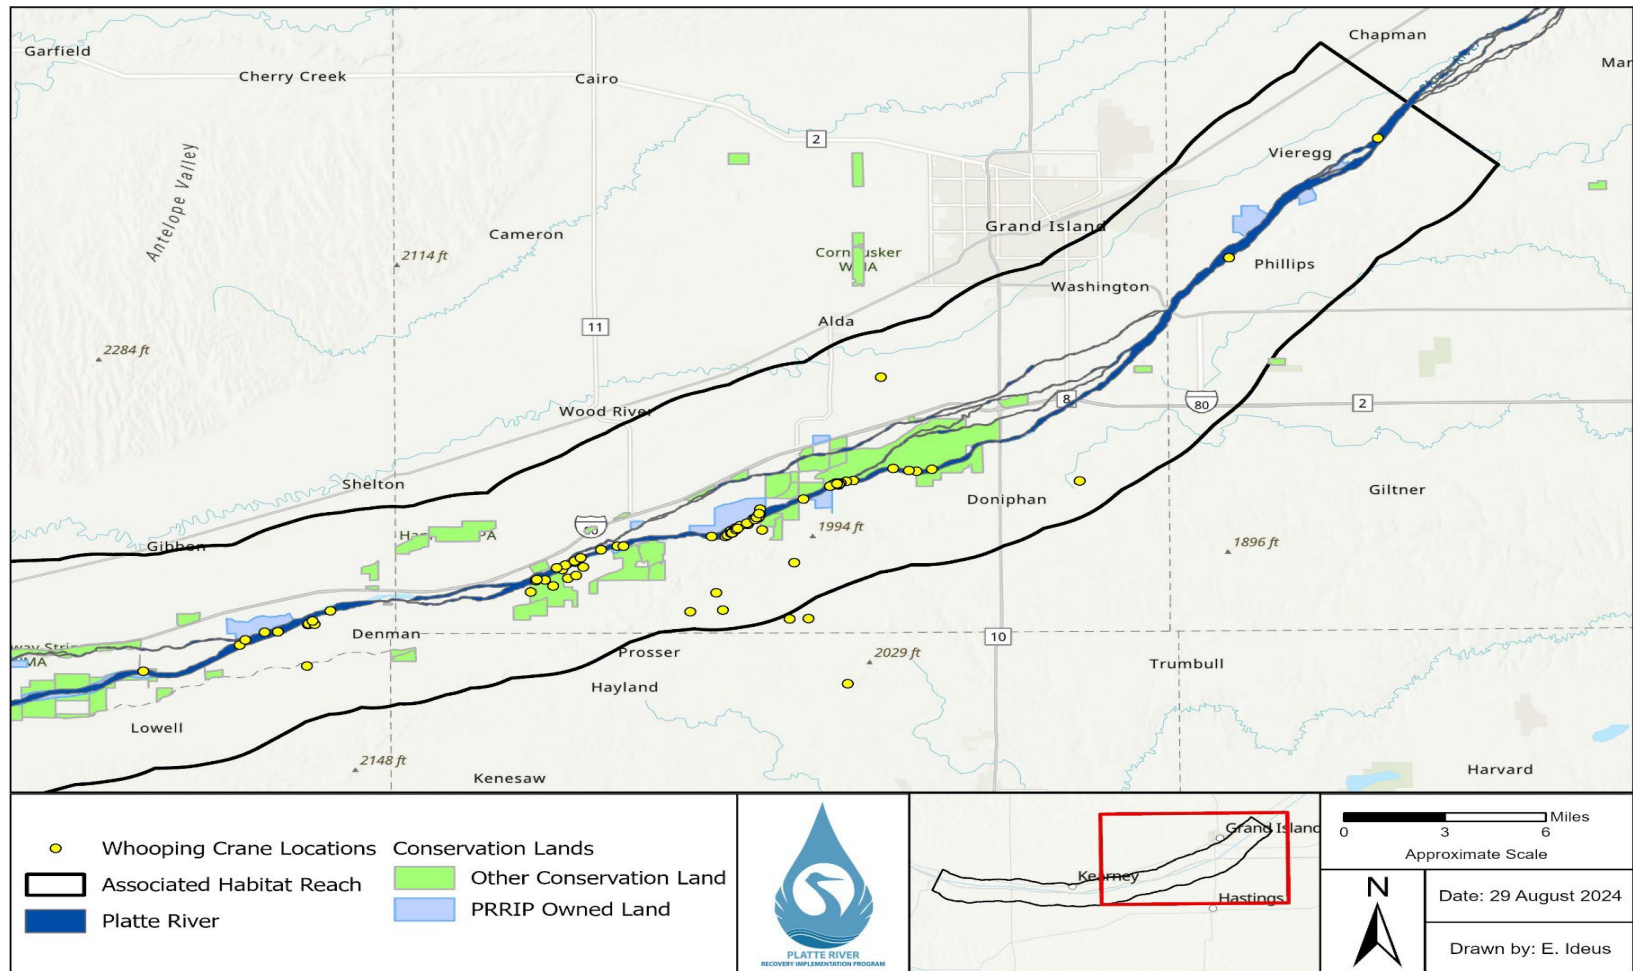 Garfield
Cherry Creek
Cairo
Chapman
Antelope Valley
2
Vieregg
Grand Island
Cameron
2114 ft
Phillips
Washington
11
Alda
2284 ft
8
80
2
Wood River
Shelton
Doniphan
Giltner
1994 ft
1896 ft
Gibbon
Denman
10
Prosser
2029 ft
Trumbull
Hayland
Lowell
2148 ft
Kenesaw
Harvard
Whooping Crane Locations
Associated Habitat Reach
Platte River
Conservation Lands
Other Conservation Land
PRRIP Owned Land
PLATTE RIVER
RECOVERY IMPLEMENTATION PROGRAM
Grand Island
Kearney
Hastings
Miles
0 3 6
Approximate Scale
N
Date: 29 August 2024
Drawn by: E. Ideus